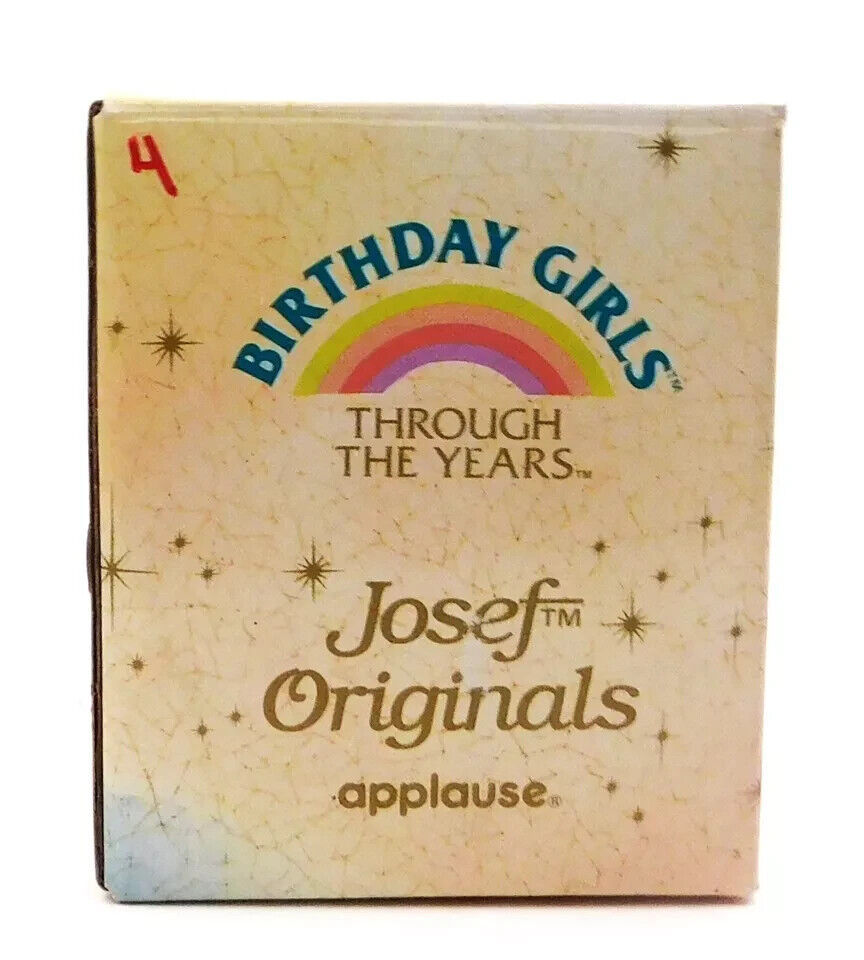 4
BIRTHDAY GIRLS™
THROUGH
THE YEARS™
Josef™
Originals
applause®